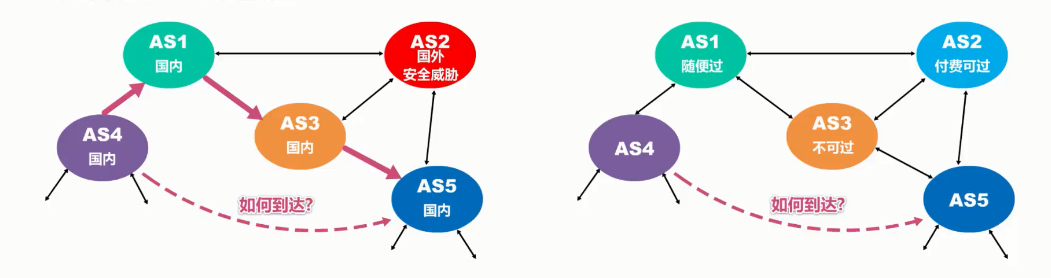 AS1
国内
AS2
国外
安全威胁
AS3
国内
AS4
国内
AS5
国内
如何到达?
AS1
随便过
AS2
付费可过
AS3
不可过
AS4
AS5
如何到达?